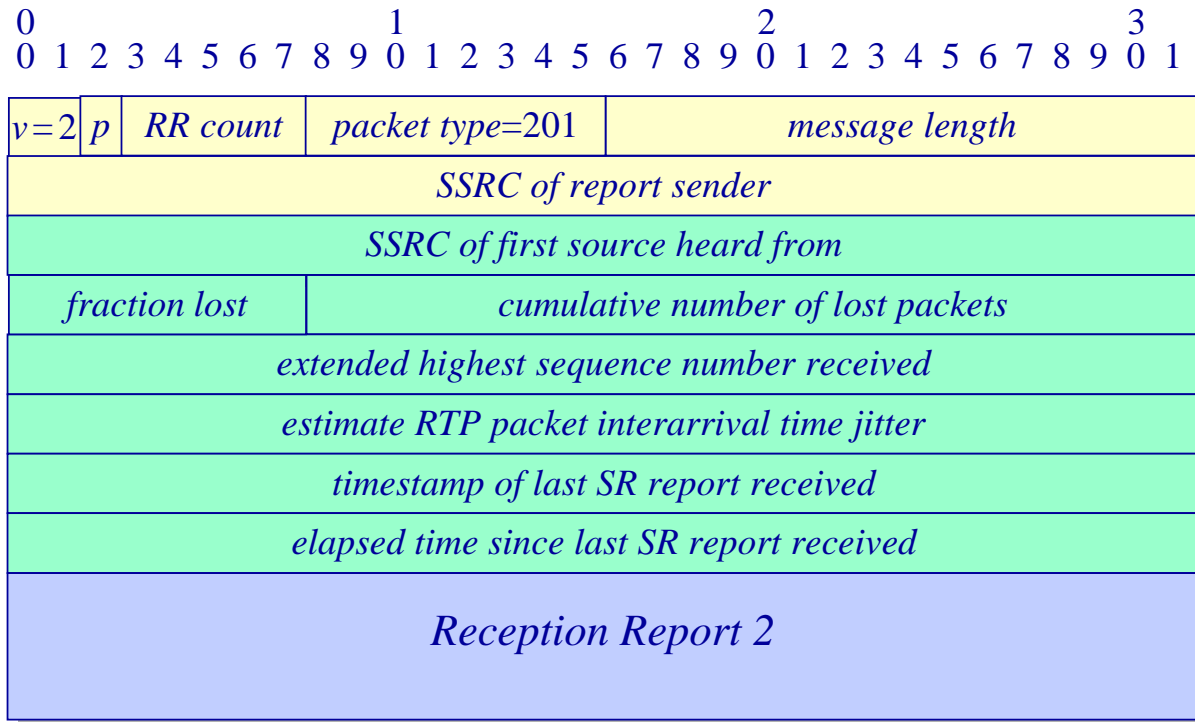 0 1 2 3
0 1 2 3 4 5 6 7 8 9 0 1 2 3 4 5 6 7 8 9 0 1 2 3 4 5 6 7 8 9 0 1
v=2 p RR count packet type=201 message length
SSRC of report sender
SSRC of first source heard from
fraction lost cumulative number of lost packets
extended highest sequence number received
estimate RTP packet interarrival time jitter
timestamp of last SR report received
elapsed time since last SR report received
Reception Report 2